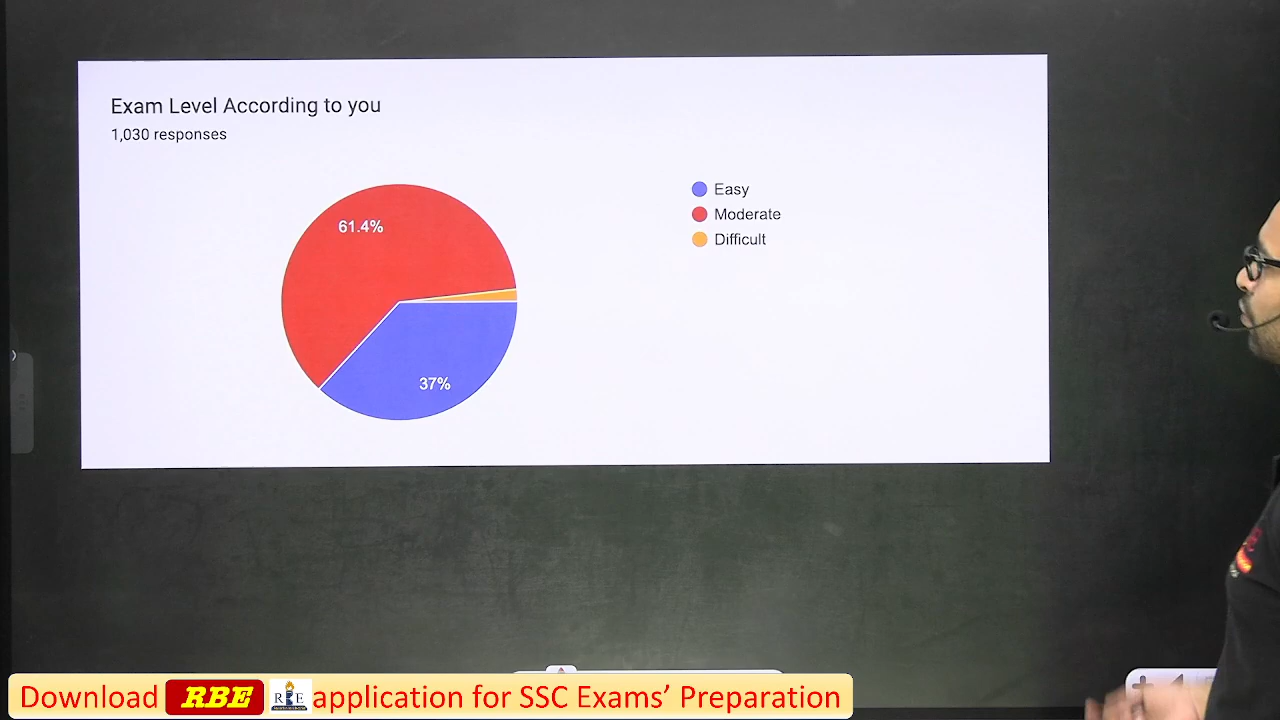 Exam Level According to you
1,030 responses
Easy
Moderate
Difficult
61.4%
37%
Download RBE RBE application for SSC Exams’ Preparation